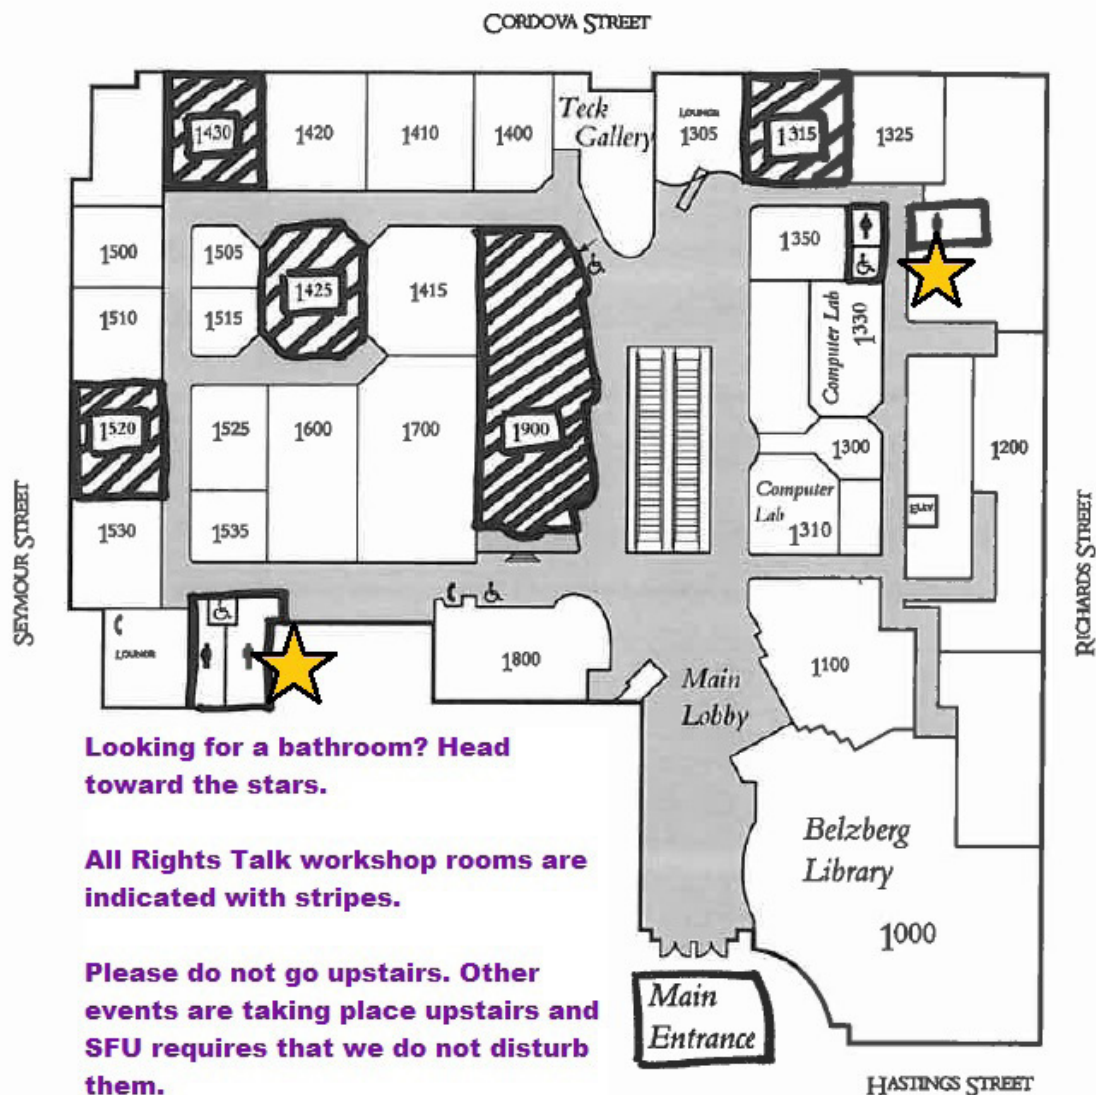 CORDOVA STREET
1430
1420
1410
1400
Teck
Gallery
LOUNGE
1305
1315
1325
1500
1505
1425
1415
1350
1510
1515
Computer Lab
1330
1520
1525
1600
1700
1900
1300
1200
Computer
Lab
1310
ELEV.
1530
1535
SEYMOUR STREET
RICHARDS STREET
LOUNGE
1800
1100
Main
Lobby
Looking for a bathroom? Head
toward the stars.
All Rights Talk workshop rooms are
indicated with stripes.
Please do not go upstairs. Other
events are taking place upstairs and
SFU requires that we do not disturb
them.
Belzberg
Library
1000
Main
Entrance
HASTINGS STREET